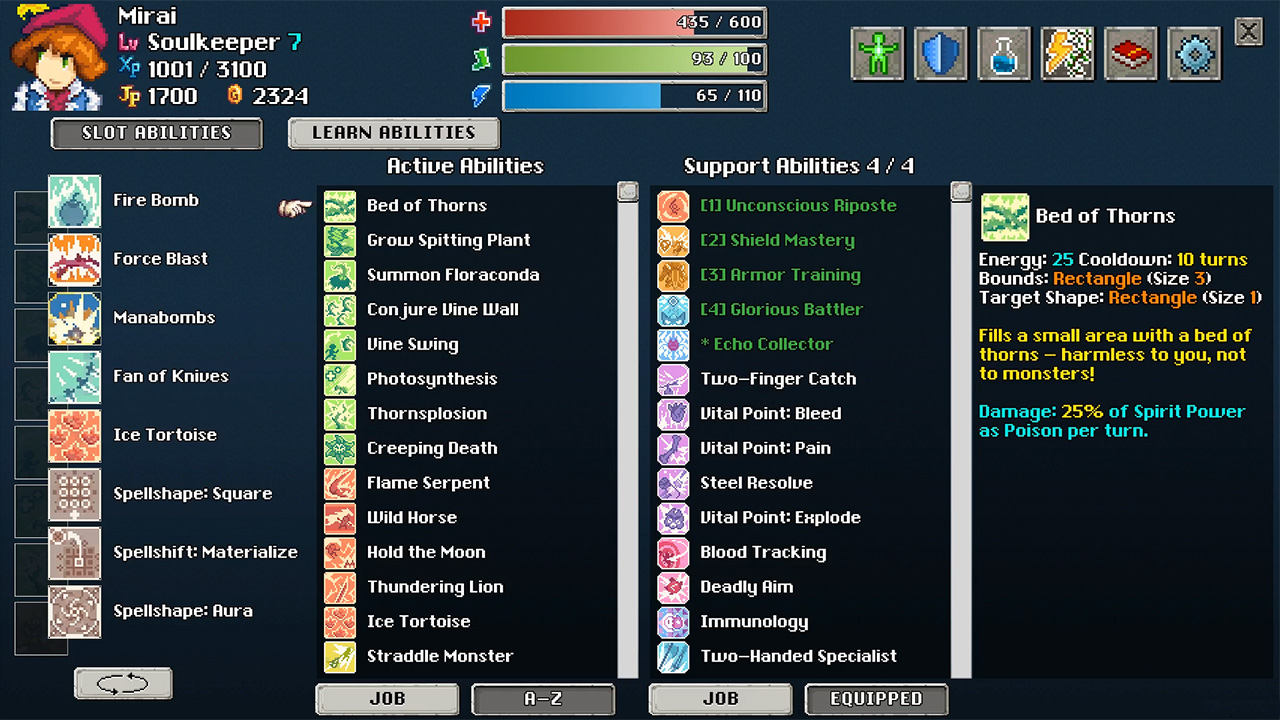 Mirai
Lv Soulkeeper 7
Xp 1001 / 3100
Jp 1700 2324
435 / 600
93 / 100
65 / 110
X
SLOT ABILITIES
LEARN ABILITIES
Fire Bomb
Force Blast
Manabombs
Fan of Knives
Ice Tortoise
Spellshape: Square
Spellshift: Materialize
Spellshape: Aura
Active Abilities
Bed of Thorns
Grow Spitting Plant
Summon Floraconda
Conjure Vine Wall
Vine Swing
Photosynthesis
Thornsplosion
Creeping Death
Flame Serpent
Wild Horse
Hold the Moon
Thundering Lion
Ice Tortoise
Straddle Monster
JOB
A–Z
Support Abilities 4 / 4
[1] Unconscious Riposte
[2] Shield Mastery
[3] Armor Training
[4] Glorious Battler
* Echo Collector
Two–Finger Catch
Vital Point: Bleed
Vital Point: Pain
Steel Resolve
Vital Point: Explode
Blood Tracking
Deadly Aim
Immunology
Two–Handed Specialist
JOB
EQUIPPED
Bed of Thorns
Energy: 25 Cooldown: 10 turns
Bounds: Rectangle (Size 3)
Target Shape: Rectangle (Size 1)
Fills a small area with a bed of
thorns – harmless to you, not
to monsters!
Damage: 25% of Spirit Power
as Poison per turn.